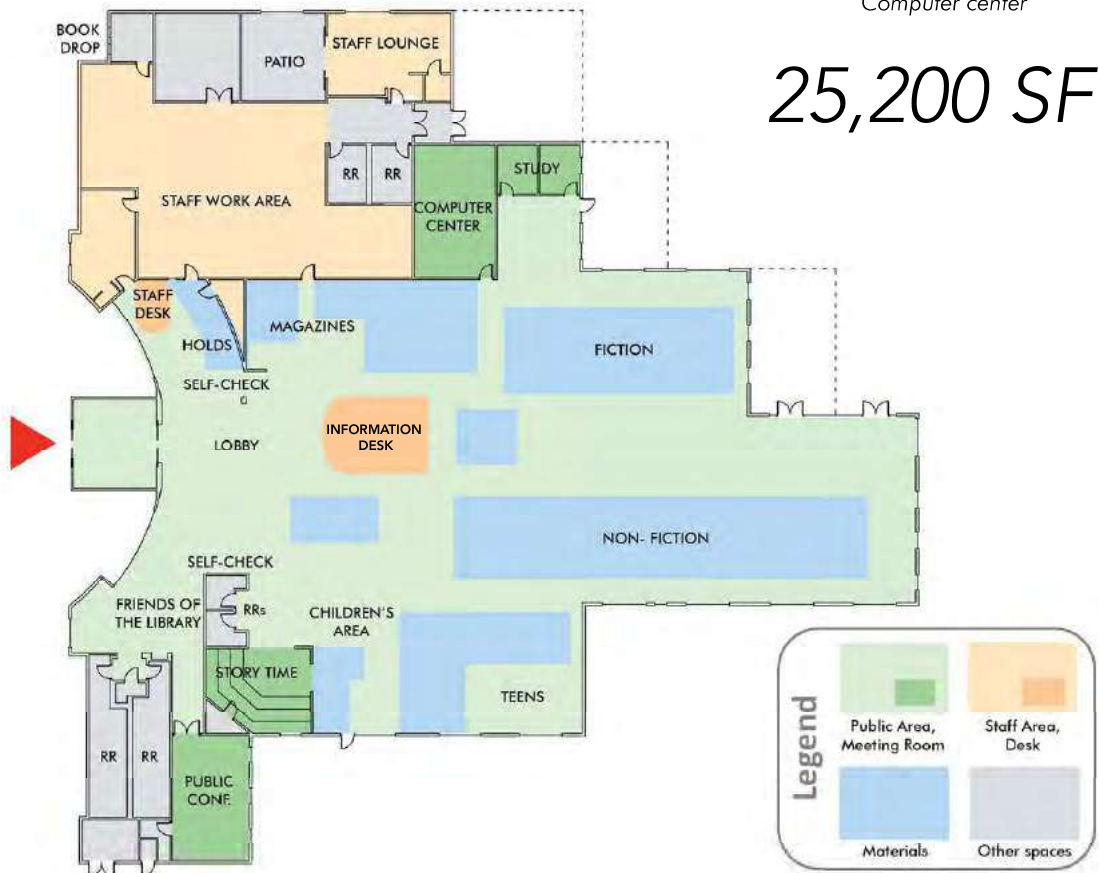 Computer center
25,200 SF
BOOK
DROP
PATIO
STAFF LOUNGE
RR
RR
STUDY
STAFF WORK AREA
COMPUTER
CENTER
STAFF
DESK
MAGAZINES
HOLDS
FICTION
SELF-CHECK
LOBBY
INFORMATION
DESK
NON- FICTION
SELF-CHECK
FRIENDS OF
THE LIBRARY
RRs
CHILDREN'S
AREA
STORY TIME
TEENS
RR
RR
PUBLIC
CONF.
Legend
Public Area,
Meeting Room
Staff Area,
Desk
Materials
Other spaces